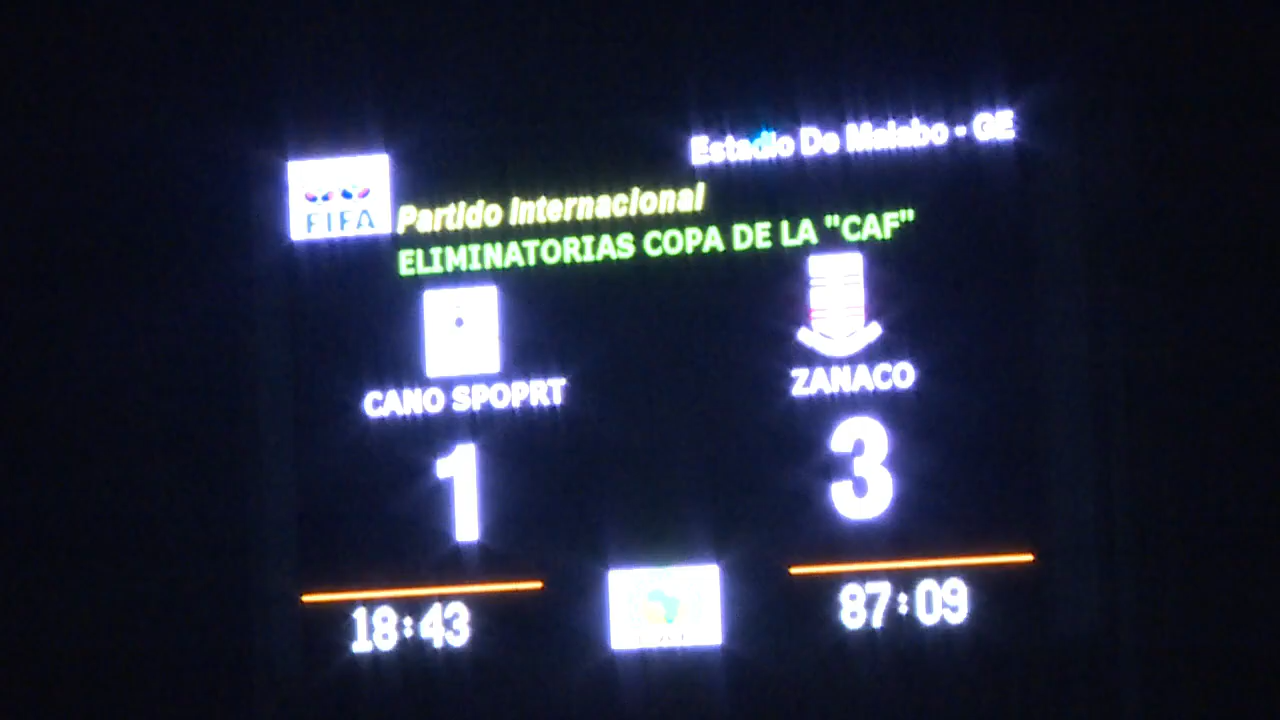 Estadio De Malabo - GE
FIFA
Partido Internacional
ELIMINATORIAS COPA DE LA "CAF"
CANO SPOPRT
ZANACO
1
3
18:43
87:09